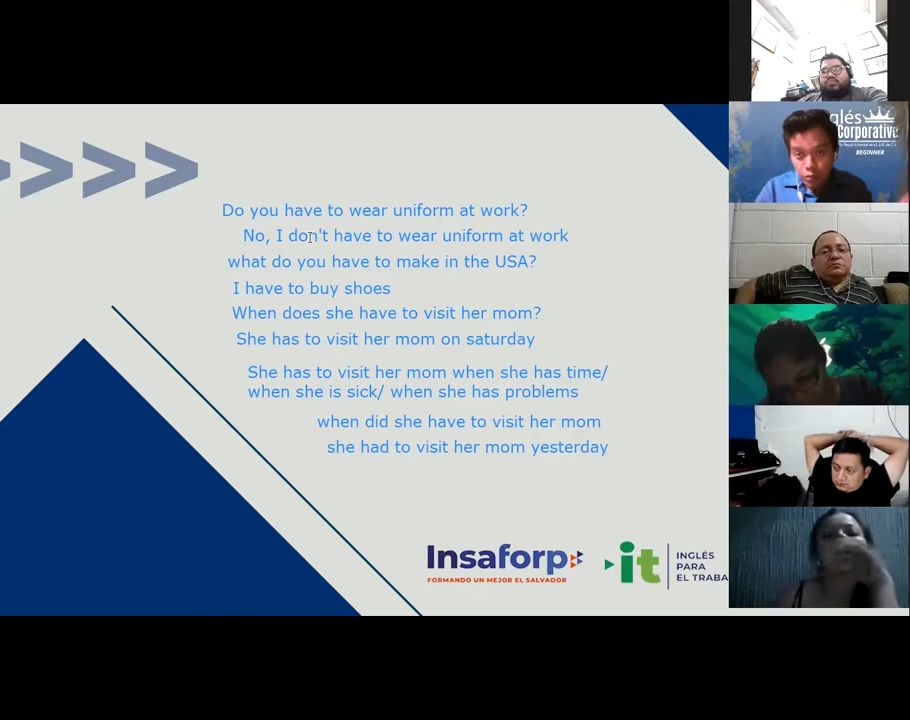 glés
Corporativ
BEGINNER
Do you have to wear uniform at work?
No, I don't have to wear uniform at work
what do you have to make in the USA?
I have to buy shoes
When does she have to visit her mom?
She has to visit her mom on saturday
She has to visit her mom when she has time/
when she is sick/ when she has problems
when did she have to visit her mom
she had to visit her mom yesterday
Insaforp
FORMANDO UN MEJOR EL SALVADOR
it
INGLÉS
PARA
EL TRABA